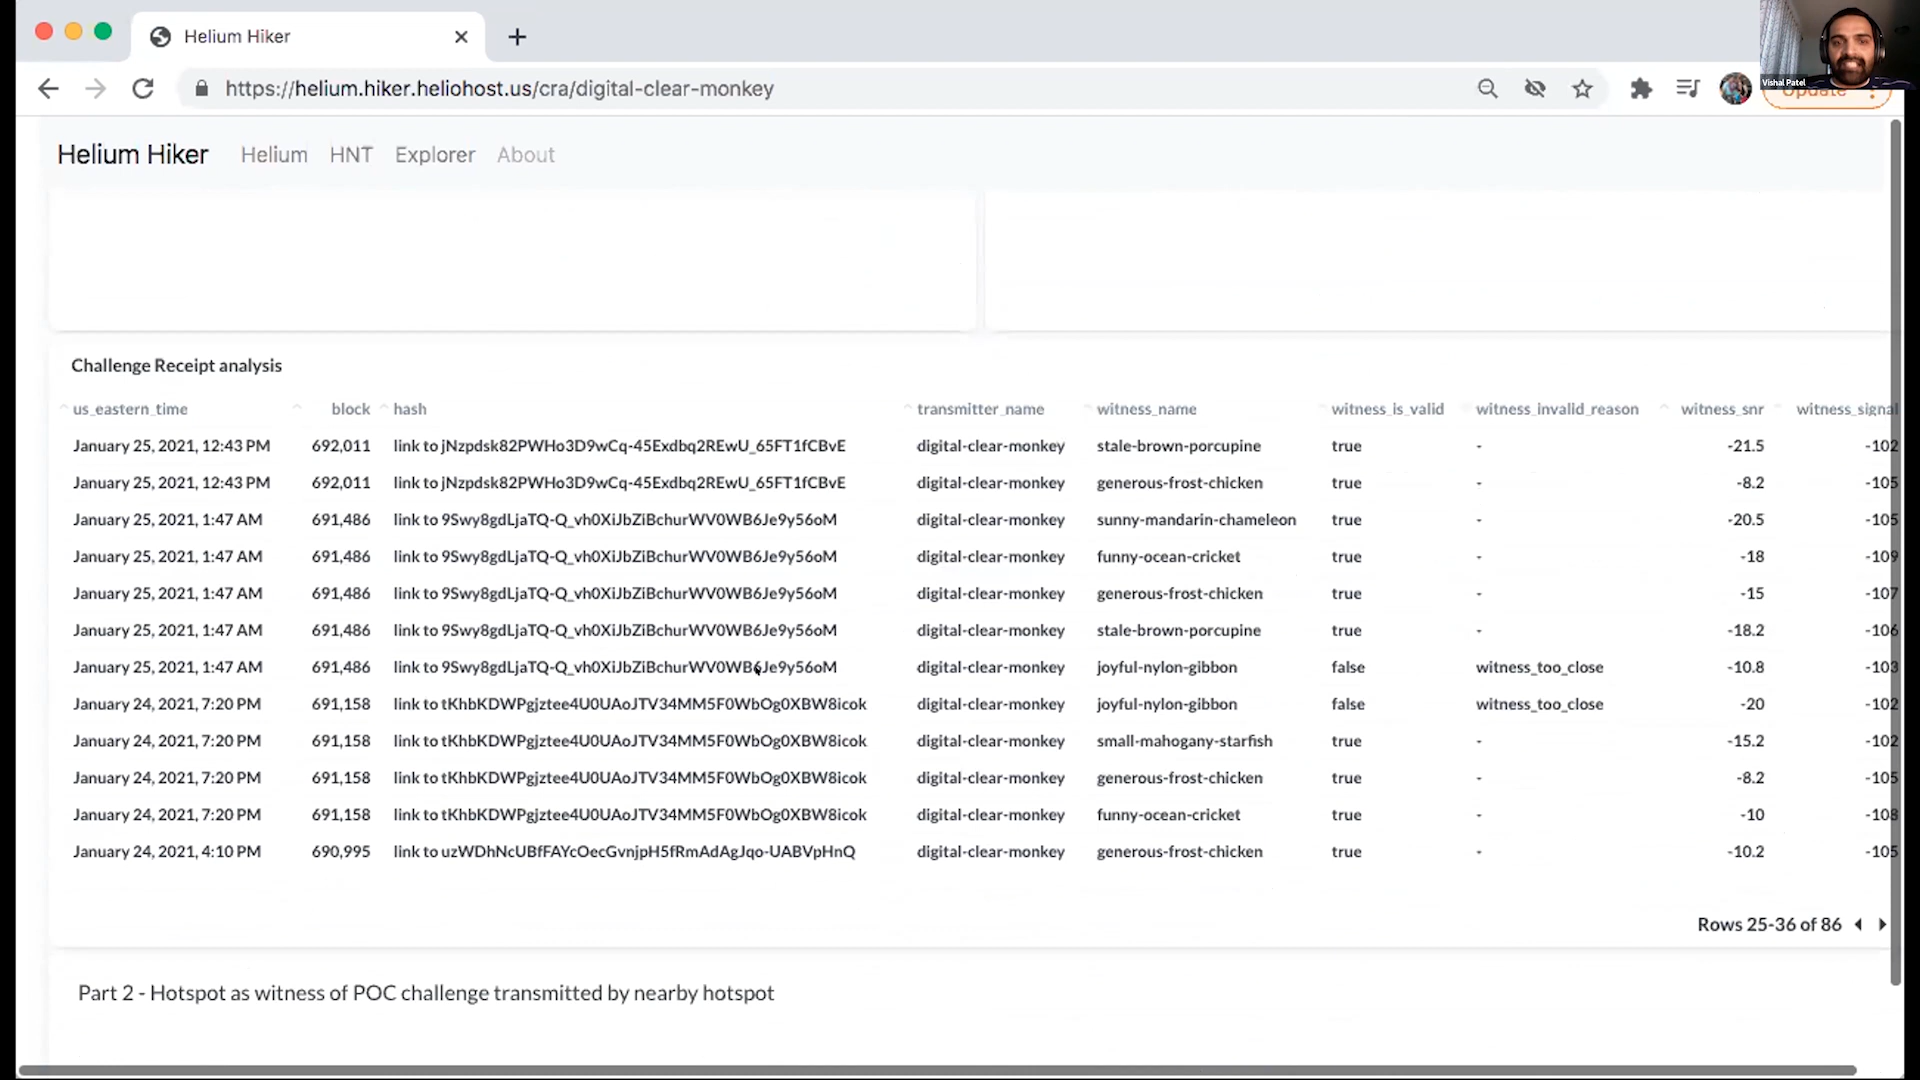 Helium Hiker
https://helium.hiker.heliohost.us/cra/digital-clear-monkey
Update
Vishal Patel
Helium Hiker Helium HNT Explorer About
Challenge Receipt analysis
us_eastern_time block hash transmitter_name witness_name witness_is_valid witness_invalid_reason witness_snr witness_signal
January 25, 2021, 12:43 PM 692,011 link to jNzpdsk82PWHo3D9wCq-45Exdbq2REwU_65FT1fCBvE digital-clear-monkey stale-brown-porcupine true - -21.5 -102
January 25, 2021, 12:43 PM 692,011 link to jNzpdsk82PWHo3D9wCq-45Exdbq2REwU_65FT1fCBvE digital-clear-monkey generous-frost-chicken true - -8.2 -105
January 25, 2021, 1:47 AM 691,486 link to 9Swy8gdLjaTQ-Q_vh0XiJbZiBchurWV0WB6Je9y56oM digital-clear-monkey sunny-mandarin-chameleon true - -20.5 -105
January 25, 2021, 1:47 AM 691,486 link to 9Swy8gdLjaTQ-Q_vh0XiJbZiBchurWV0WB6Je9y56oM digital-clear-monkey funny-ocean-cricket true - -18 -109
January 25, 2021, 1:47 AM 691,486 link to 9Swy8gdLjaTQ-Q_vh0XiJbZiBchurWV0WB6Je9y56oM digital-clear-monkey generous-frost-chicken true - -15 -107
January 25, 2021, 1:47 AM 691,486 link to 9Swy8gdLjaTQ-Q_vh0XiJbZiBchurWV0WB6Je9y56oM digital-clear-monkey stale-brown-porcupine true - -18.2 -106
January 25, 2021, 1:47 AM 691,486 link to 9Swy8gdLjaTQ-Q_vh0XiJbZiBchurWV0WB6Je9y56oM digital-clear-monkey joyful-nylon-gibbon false witness_too_close -10.8 -103
January 24, 2021, 7:20 PM 691,158 link to tKhbKDWPgjztee4U0UAoJTV34MM5F0WbOg0XBW8icok digital-clear-monkey joyful-nylon-gibbon false witness_too_close -20 -102
January 24, 2021, 7:20 PM 691,158 link to tKhbKDWPgjztee4U0UAoJTV34MM5F0WbOg0XBW8icok digital-clear-monkey small-mahogany-starfish true - -15.2 -102
January 24, 2021, 7:20 PM 691,158 link to tKhbKDWPgjztee4U0UAoJTV34MM5F0WbOg0XBW8icok digital-clear-monkey generous-frost-chicken true - -8.2 -105
January 24, 2021, 7:20 PM 691,158 link to tKhbKDWPgjztee4U0UAoJTV34MM5F0WbOg0XBW8icok digital-clear-monkey funny-ocean-cricket true - -10 -108
January 24, 2021, 4:10 PM 690,995 link to uzWDhNcUBfFAYcOecGvnjpH5fRmAdAgJqo-UABVpHnQ digital-clear-monkey generous-frost-chicken true - -10.2 -105
Rows 25-36 of 86
Part 2 - Hotspot as witness of POC challenge transmitted by nearby hotspot